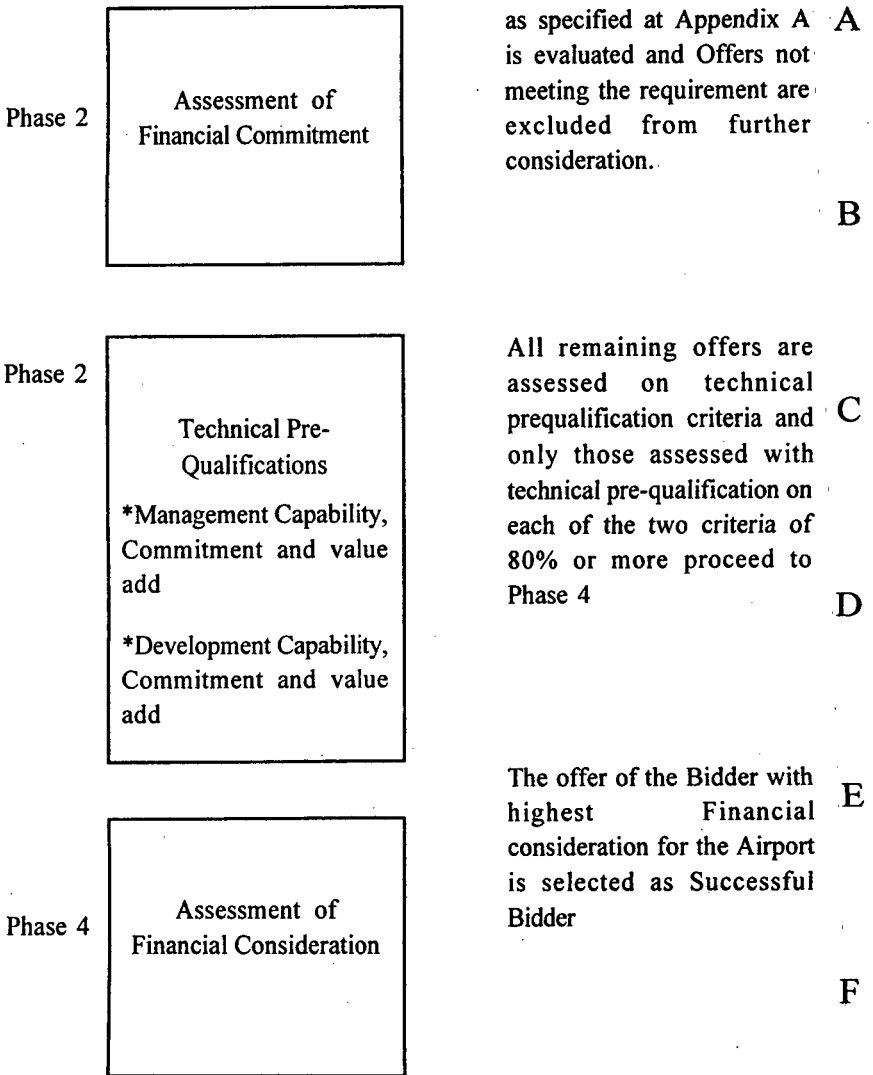 as specified at Appendix A
is evaluated and Offers not
meeting the requirement are
excluded from further
consideration.
A
Phase 2
Assessment of
Financial Commitment
B
Phase 2
Technical Pre-
Qualifications
*Management Capability,
Commitment and value
add
*Development Capability,
Commitment and value
add
All remaining offers are
assessed on technical
prequalification criteria and
only those assessed with
technical pre-qualification on
each of the two criteria of
80% or more proceed to
Phase 4
C
D
Phase 4
Assessment of
Financial Consideration
The offer of the Bidder with
highest Financial
consideration for the Airport
is selected as Successful
Bidder
E
F